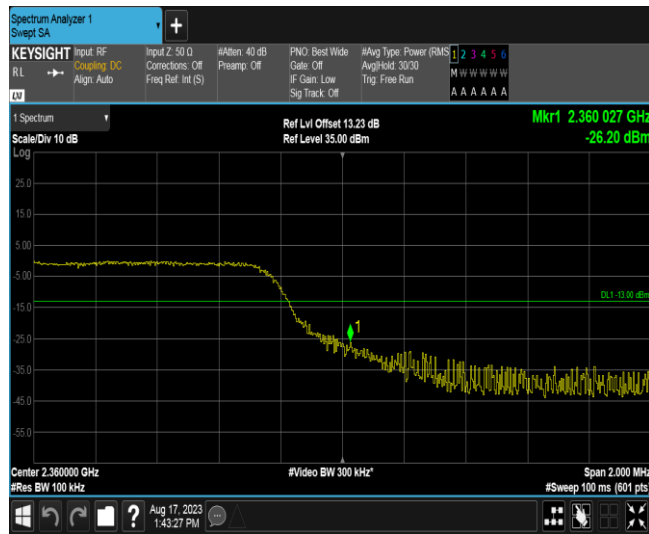 Spectrum Analyzer 1
Swept SA
+
KEYSIGHT
RL
LXI
Input: RF
Coupling: DC
Align: Auto
Input Z: 50 Ω
Corrections: Off
Freq Ref: Int (S)
#Atten: 40 dB
Preamp: Off
PNO: Best Wide
Gate: Off
IF Gain: Low
Sig Track: Off
#Avg Type: Power (RMS
Avg|Hold: 30/30
Trig: Free Run
1 2 3 4 5 6
M W W W W W
A A A A A A
1 Spectrum
Scale/Div 10 dB
Ref Lvl Offset 13.23 dB
Ref Level 35.00 dBm
Mkr1 2.360 027 GHz
-26.20 dBm
Log
25.0
15.0
5.00
-5.00
DL1 -13.00 dBm
-15.0
1
-25.0
-35.0
-45.0
-55.0
Center 2.360000 GHz
#Video BW 300 kHz*
Span 2.000 MHz
#Res BW 100 kHz
#Sweep 100 ms (601 pts
?
Aug 17, 2023
1:43:27 PM